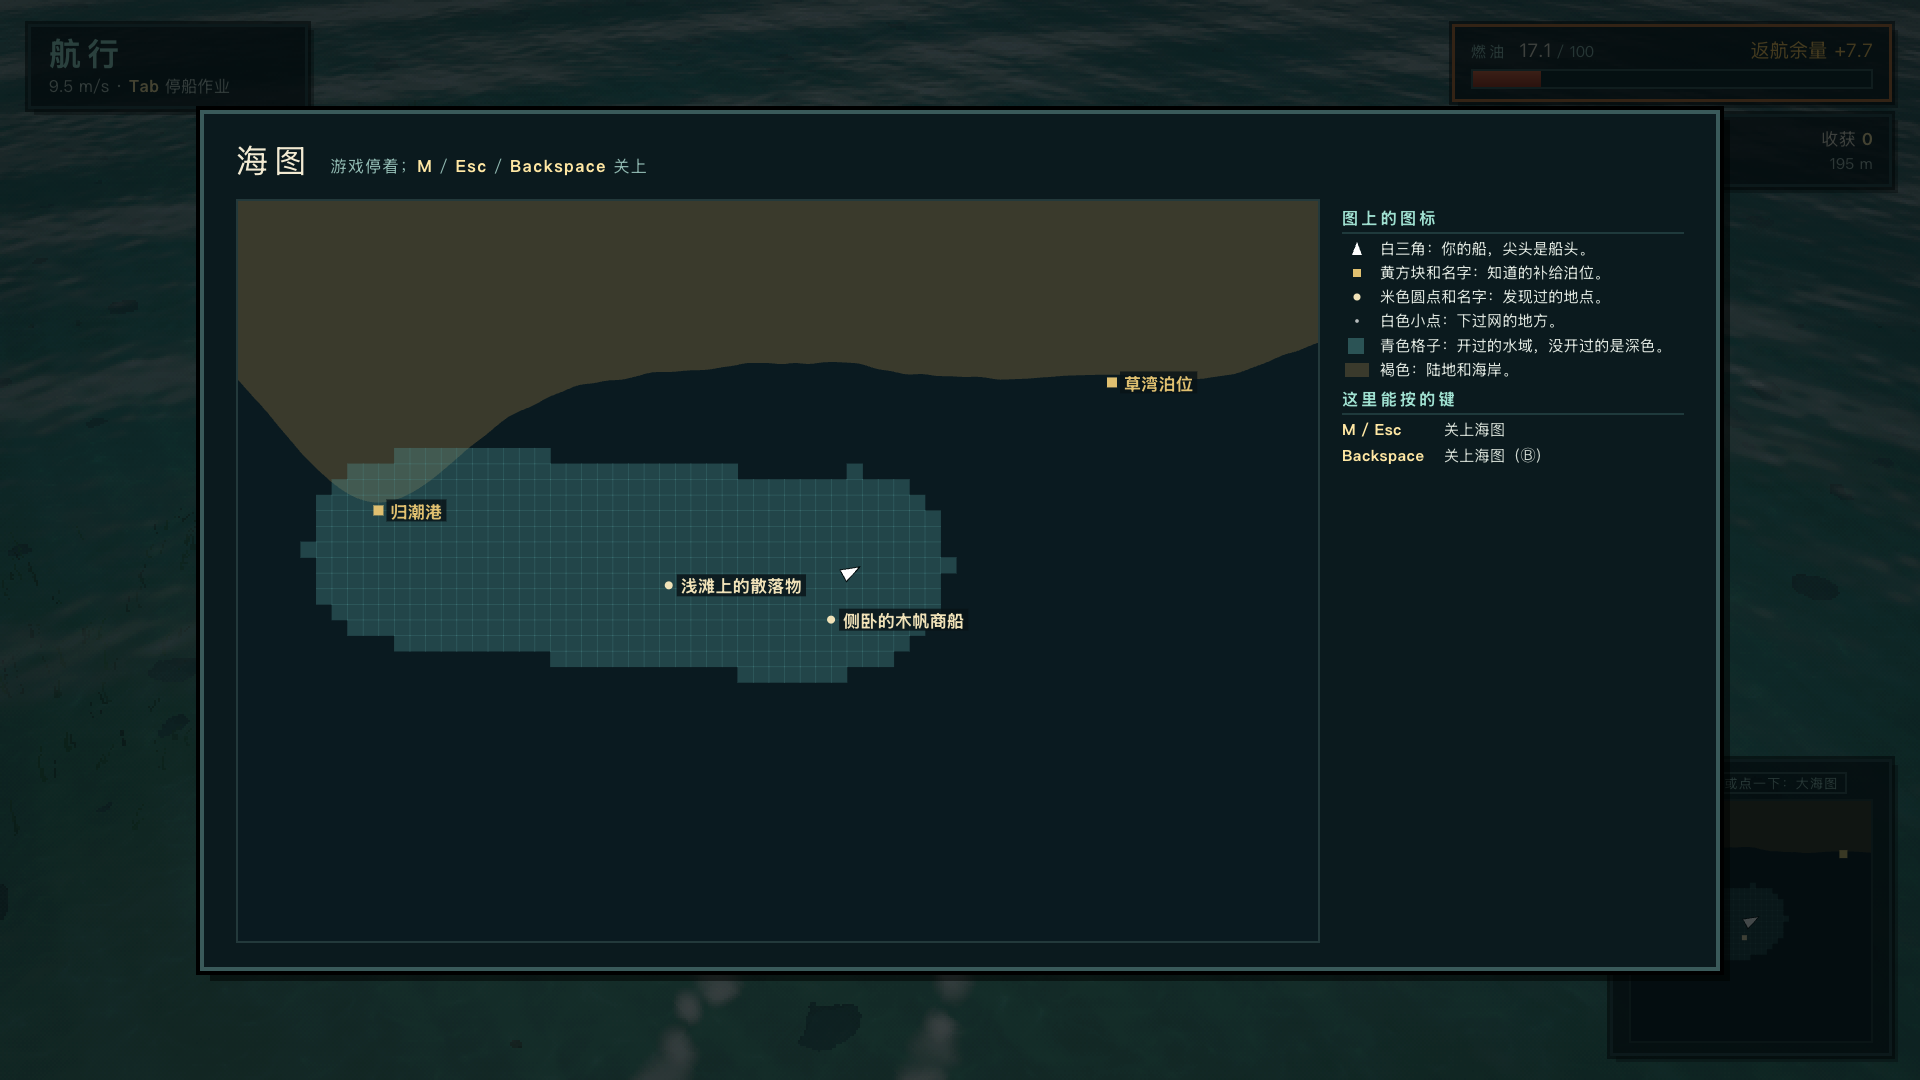 航行
9.5 m/s · Tab 停船作业
燃油 17.1 / 100 返航余量 +7.7
收获 0
195 m
海图 游戏停着；M / Esc / Backspace 关上
草湾泊位
归潮港
浅滩上的散落物
侧卧的木帆商船
图上的图标
白三角：你的船，尖头是船头。
黄方块和名字：知道的补给泊位。
米色圆点和名字：发现过的地点。
白色小点：下过网的地方。
青色格子：开过的水域，没开过的是深色。
褐色：陆地和海岸。
这里能按的键
M / Esc 关上海图
Backspace 关上海图（Ⓑ）
或点一下：大海图